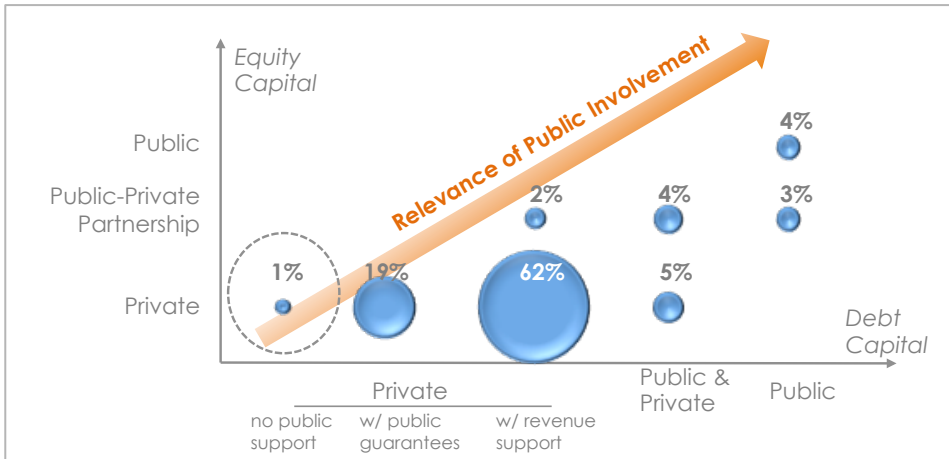 Equity
Capital
Relevance of Public Involvement
4%
Public
Public-Private
Partnership
2%
4%
3%
1%
19%
62%
5%
Private
Debt
Capital
Private
Public &
Private
Public
no public
support
w/ public
guarantees
w/ revenue
support